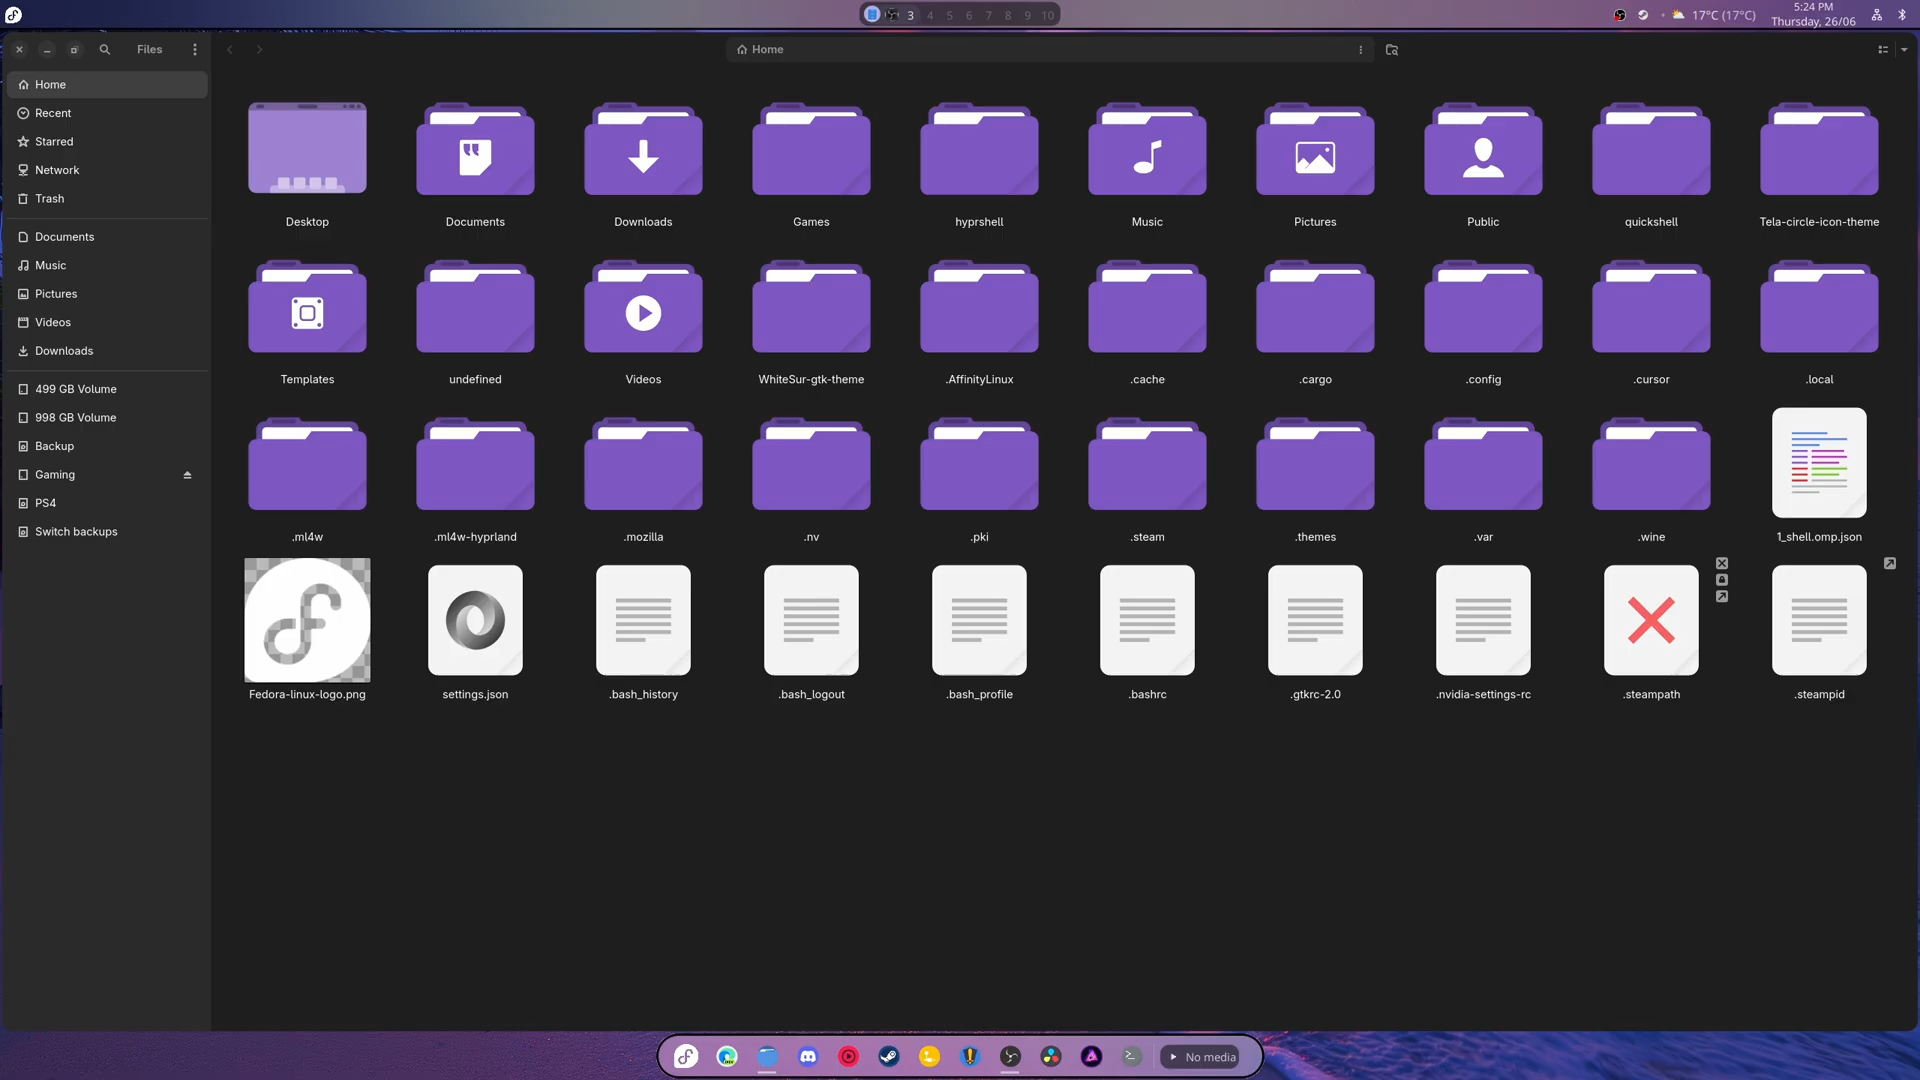 3 4 5 6 7 8 9 10
17°C (17°C)
5:24 PM
Thursday, 26/06
Files
Home
Home
Recent
Starred
Network
Trash
Documents
Music
Pictures
Videos
Downloads
499 GB Volume
998 GB Volume
Backup
Gaming
PS4
Switch backups
Desktop
Documents
Downloads
Games
hyprshell
Music
Pictures
Public
quickshell
Tela-circle-icon-theme
Templates
undefined
Videos
WhiteSur-gtk-theme
.AffinityLinux
.cache
.cargo
.config
.cursor
.local
.ml4w
.ml4w-hyprland
.mozilla
.nv
.pki
.steam
.themes
.var
.wine
1_shell.omp.json
Fedora-linux-logo.png
settings.json
.bash_history
.bash_logout
.bash_profile
.bashrc
.gtkrc-2.0
.nvidia-settings-rc
.steampath
.steampid
No media